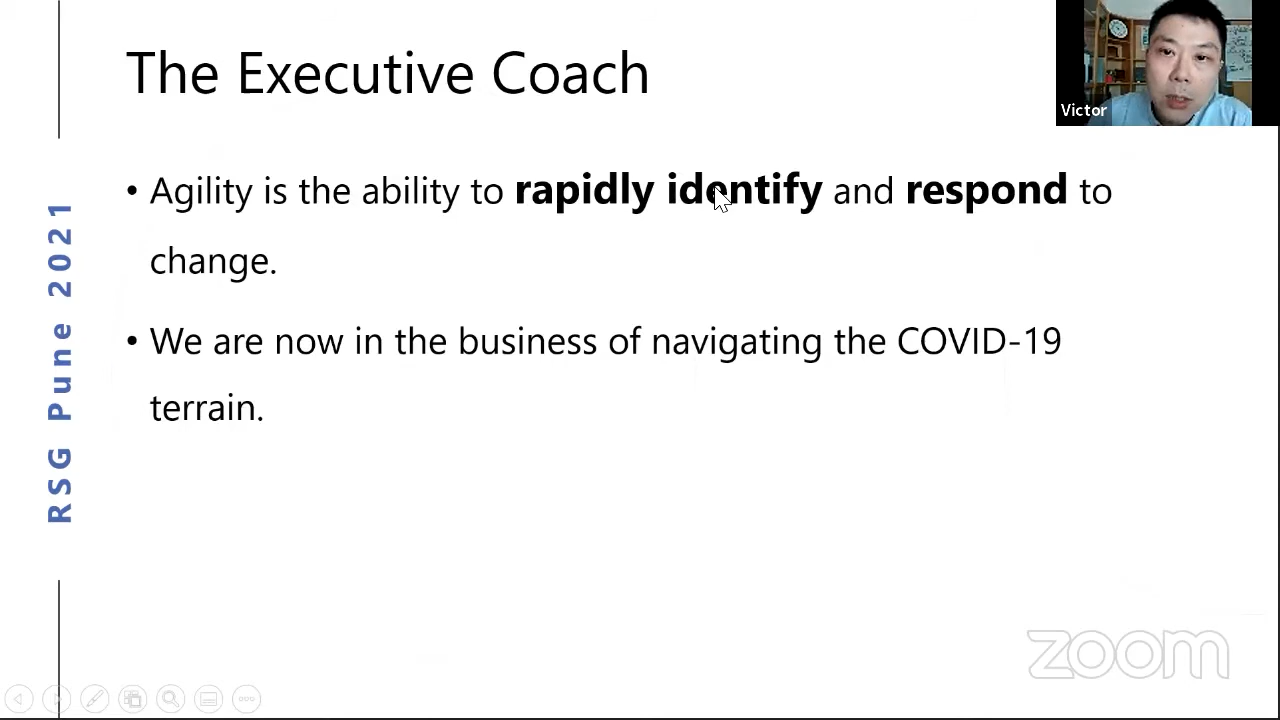 The Executive Coach
Victor
• Agility is the ability to rapidly identify and respond to
change.
• We are now in the business of navigating the COVID-19
terrain.
RSG Pune 2021
zoom